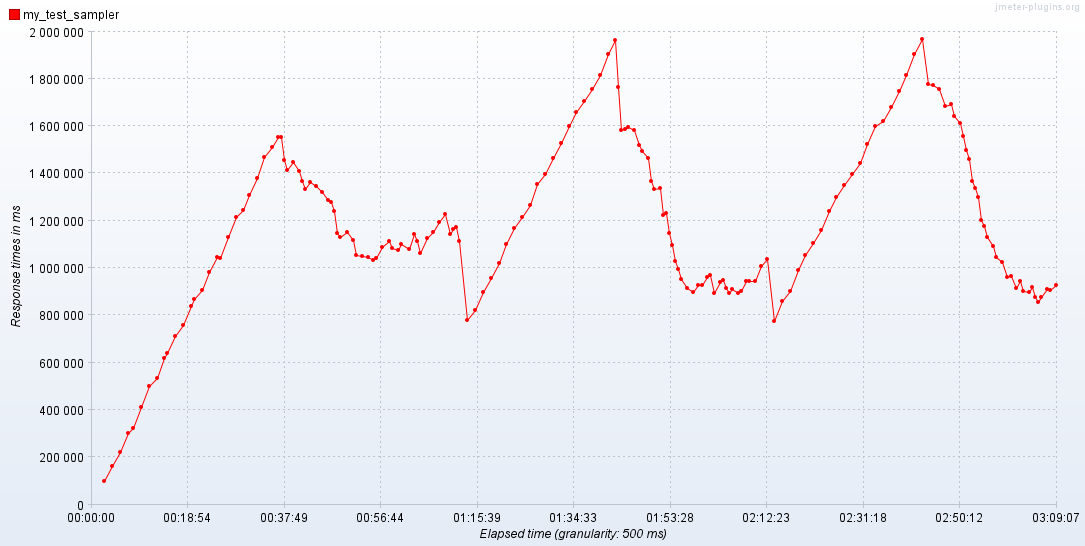 jmeter-plugins.org
my_test_sampler
2 000 000
1 800 000
1 600 000
1 400 000
1 200 000
1 000 000
800 000
600 000
400 000
200 000
0
Response times in ms
00:00:00 00:18:54 00:37:49 00:56:44 01:15:39 01:34:33 01:53:28 02:12:23 02:31:18 02:50:12 03:09:07
Elapsed time (granularity: 500 ms)